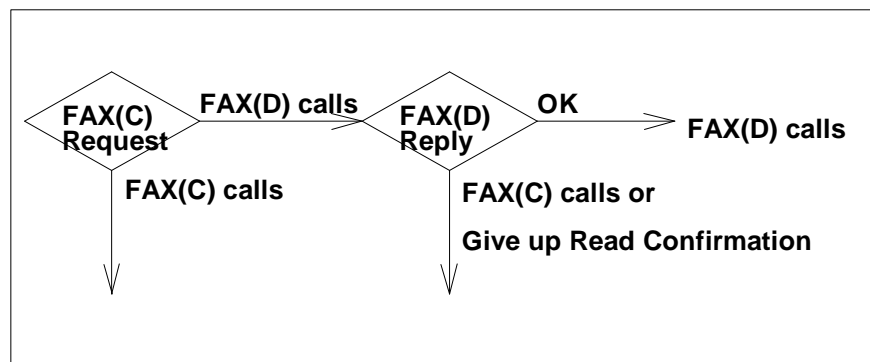 FAX(C)
Request
FAX(D) calls
FAX(D)
Reply
OK
FAX(D) calls
FAX(C) calls
FAX(C) calls or
Give up Read Confirmation